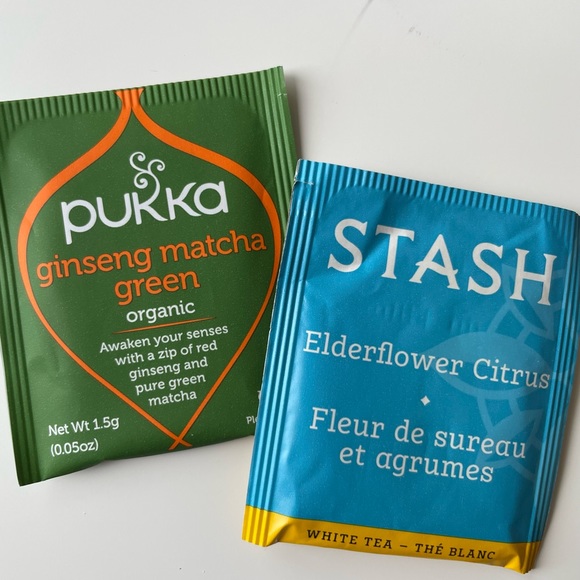 pukka
ginseng matcha
green
organic
Awaken your senses
with a zip of red
ginseng and
pure green
matcha
Net Wt 1.5g
(0.05oz)
STASH
Elderflower Citrus
Fleur de sureau
et agrumes
WHITE TEA – THÉ BLANC